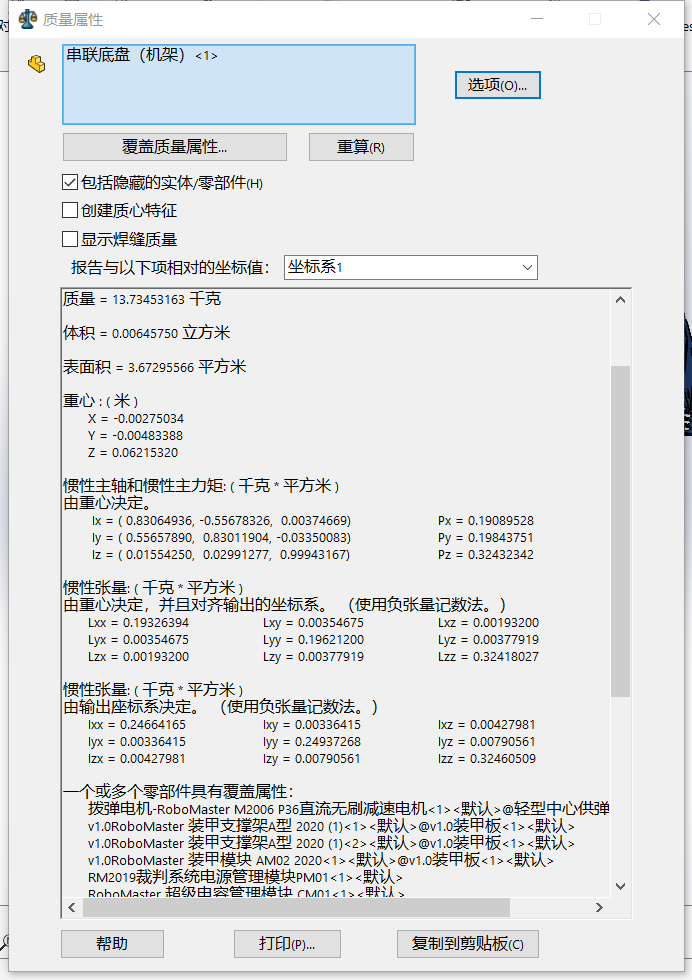 质量属性
串联底盘（机架）<1>
选项(O)...
覆盖质量属性...
重算(R)
包括隐藏的实体/零部件(H)
创建质心特征
显示焊缝质量
报告与以下项相对的坐标值：
坐标系1
质量 = 13.73453163 千克
体积 = 0.00645750 立方米
表面积 = 3.67295566 平方米
重心 : ( 米 )
X = -0.00275034
Y = -0.00483388
Z = 0.06215320
惯性主轴和惯性主力矩: ( 千克 * 平方米 )
由重心决定。
Ix = ( 0.83064936, -0.55678326, 0.00374669) Px = 0.19089528
Iy = ( 0.55657890, 0.83011904, -0.03350083) Py = 0.19843751
Iz = ( 0.01554250, 0.02991277, 0.99943167) Pz = 0.32432342
惯性张量: ( 千克 * 平方米 )
由重心决定，并且对齐输出的坐标系。 （使用负张量记数法。）
Lxx = 0.19326394 Lxy = 0.00354675 Lxz = 0.00193200
Lyx = 0.00354675 Lyy = 0.19621200 Lyz = 0.00377919
Lzx = 0.00193200 Lzy = 0.00377919 Lzz = 0.32418027
惯性张量: ( 千克 * 平方米 )
由输出座标系决定。 （使用负张量记数法。）
Ixx = 0.24664165 Ixy = 0.00336415 Ixz = 0.00427981
Iyx = 0.00336415 Iyy = 0.24937268 Iyz = 0.00790561
Izx = 0.00427981 Izy = 0.00790561 Izz = 0.32460509
一个或多个零部件具有覆盖属性：
拨弹电机-RoboMaster M2006 P36直流无刷减速电机<1><默认>@轻型中心供弹
v1.0RoboMaster 装甲支撑架A型 2020 (1)<1><默认>@v1.0装甲板<1><默认>
v1.0RoboMaster 装甲支撑架A型 2020 (1)<2><默认>@v1.0装甲板<1><默认>
v1.0RoboMaster 装甲模块 AM02 2020<1><默认>@v1.0装甲板<1><默认>
RM2019裁判系统电源管理模块PM01<1><默认>
RoboMaster 超级电容管理模块 CM01<1><默认>
帮助
打印(P)...
复制到剪贴板(C)